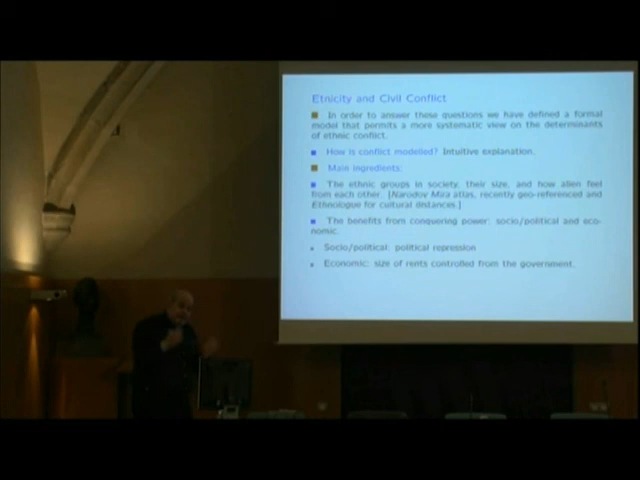 Etnicity and Civil Conflict
In order to answer these questions we have defined a formal
model that permits a more systematic view on the determinants
of ethnic conflict.
How is conflict modelled? Intuitive explanation.
Main ingredients:
The ethnic groups in society, their size, and how alien feel
from each other. [Narodov Mira atlas, recently geo-referenced and
Ethnologue for cultural distances.]
The benefits from conquering power: socio/political and eco-
nomic.
Socio/political: political repression
Economic: size of rents controlled from the government.